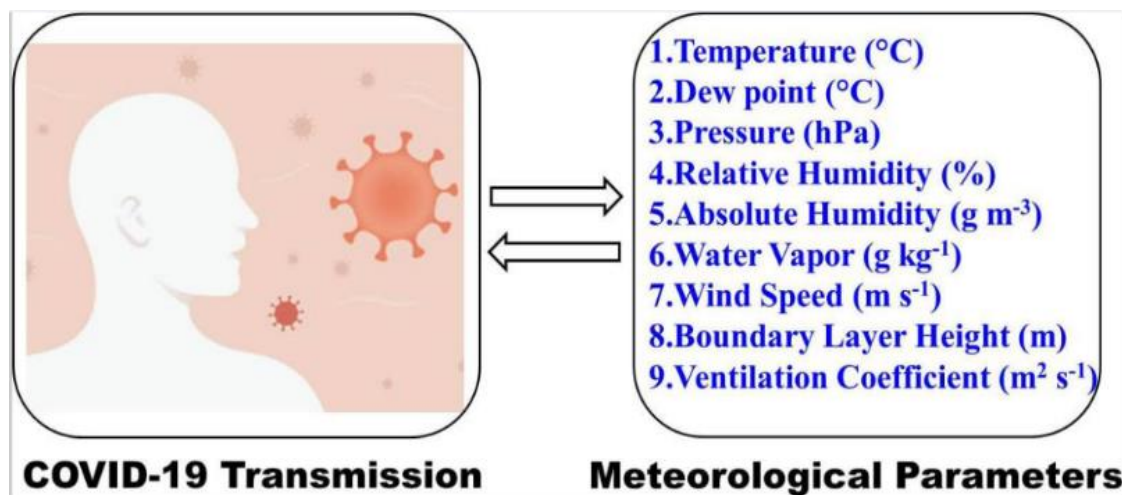 1.Temperature (°C)
2.Dew point (°C)
3.Pressure (hPa)
4.Relative Humidity (%)
5.Absolute Humidity (g m⁻³)
6.Water Vapor (g kg⁻¹)
7.Wind Speed (m s⁻¹)
8.Boundary Layer Height (m)
9.Ventilation Coefficient (m² s⁻¹)
COVID-19 Transmission
Meteorological Parameters